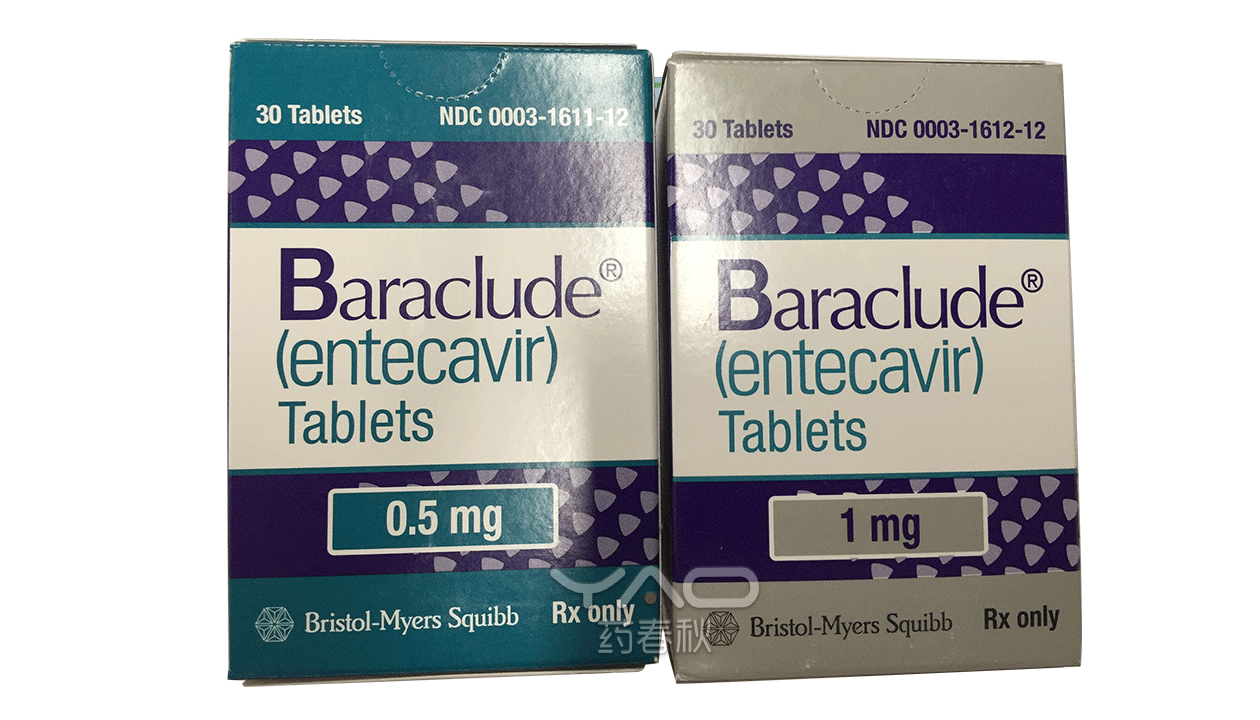 30 Tablets NDC 0003-1611-12
Baraclude®
(entecavir)
Tablets
0.5 mg
Bristol-Myers Squibb Rx only
30 Tablets NDC 0003-1612-12
Baraclude®
(entecavir)
Tablets
1 mg
Bristol-Myers Squibb Rx only
YAO
药春秋